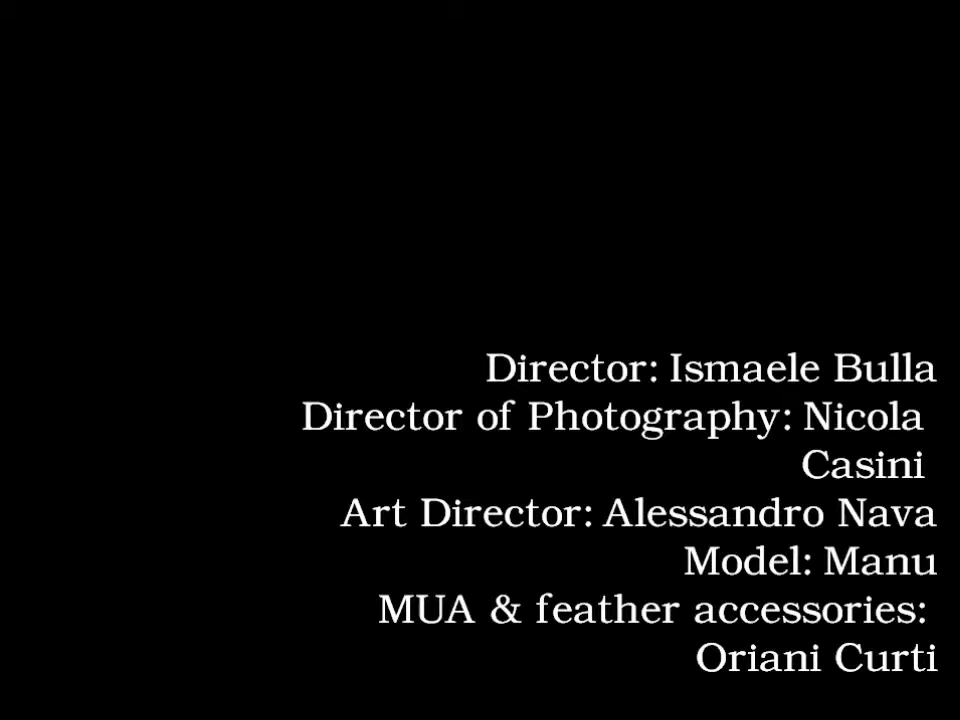 Director: Ismaele Bulla
Director of Photography: Nicola
Casini
Art Director: Alessandro Nava
Model: Manu
MUA & feather accessories:
Oriani Curti